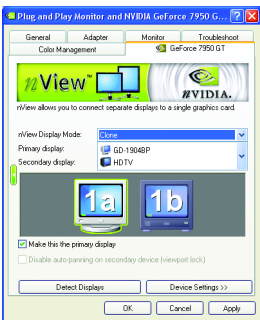 Plug and Play Monitor and NVIDIA GeForce 7950 G...
General Adapter Monitor Troubleshoot
Color Management GeForce 7950 GT
nView™
NVIDIA.
nView allows you to connect separate displays to a single graphics card.
nView Display Mode: Clone
Primary display: GD-1904BP
Secondary display: HDTV
1a 1b
Make this the primary display
Disable auto-panning on secondary device (viewport lock)
Detect Displays Device Settings >>
OK Cancel Apply